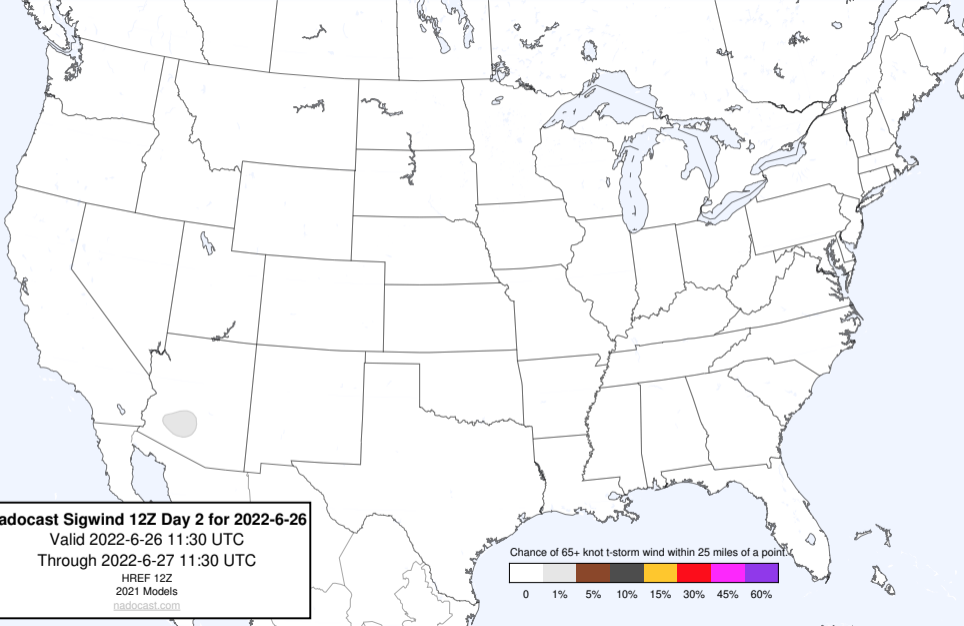 adocast Sigwind 12Z Day 2 for 2022-6-26
Valid 2022-6-26 11:30 UTC
Through 2022-6-27 11:30 UTC
HREF 12Z
2021 Models
nadocast.com
Chance of 65+ knot t-storm wind within 25 miles of a point.
0 1% 5% 10% 15% 30% 45% 60%